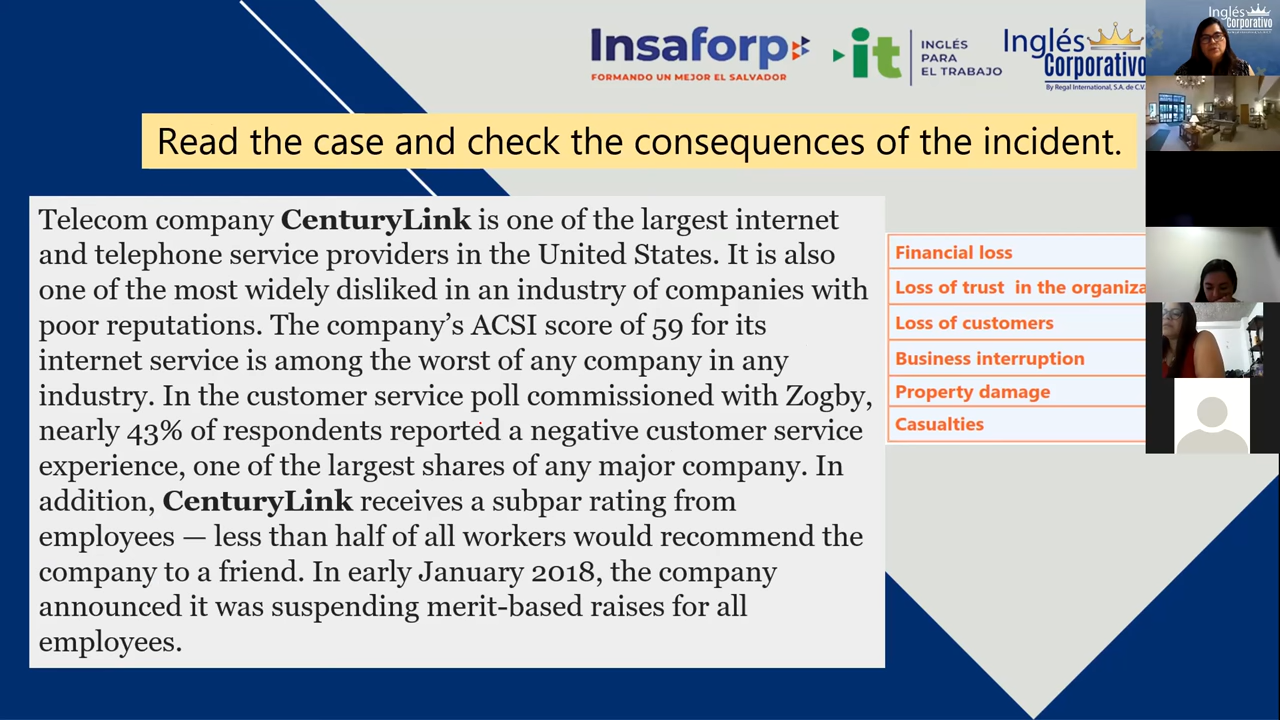 Insaforp
FORMANDO UN MEJOR EL SALVADOR
it
INGLÉS
PARA
EL TRABAJO
Inglés
Corporativo
By Regal International, S.A. de C.V.
Inglés
Corporativo
Read the case and check the consequences of the incident.
Telecom company CenturyLink is one of the largest internet
and telephone service providers in the United States. It is also
one of the most widely disliked in an industry of companies with
poor reputations. The company's ACSI score of 59 for its
internet service is among the worst of any company in any
industry. In the customer service poll commissioned with Zogby,
nearly 43% of respondents reported a negative customer service
experience, one of the largest shares of any major company. In
addition, CenturyLink receives a subpar rating from
employees — less than half of all workers would recommend the
company to a friend. In early January 2018, the company
announced it was suspending merit-based raises for all
employees.
Financial loss
Loss of trust in the organiza
Loss of customers
Business interruption
Property damage
Casualties